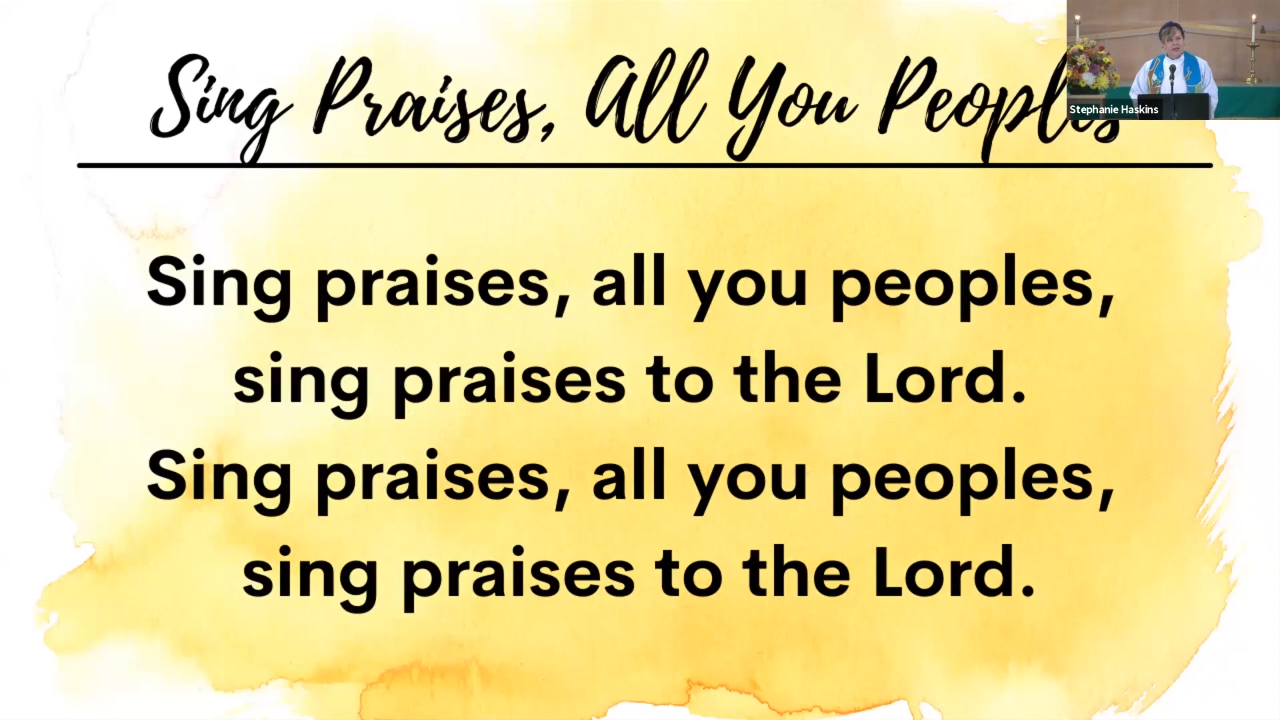 Sing Praises, All You Peoples
Stephanie Haskins
Sing praises, all you peoples,
sing praises to the Lord.
Sing praises, all you peoples,
sing praises to the Lord.